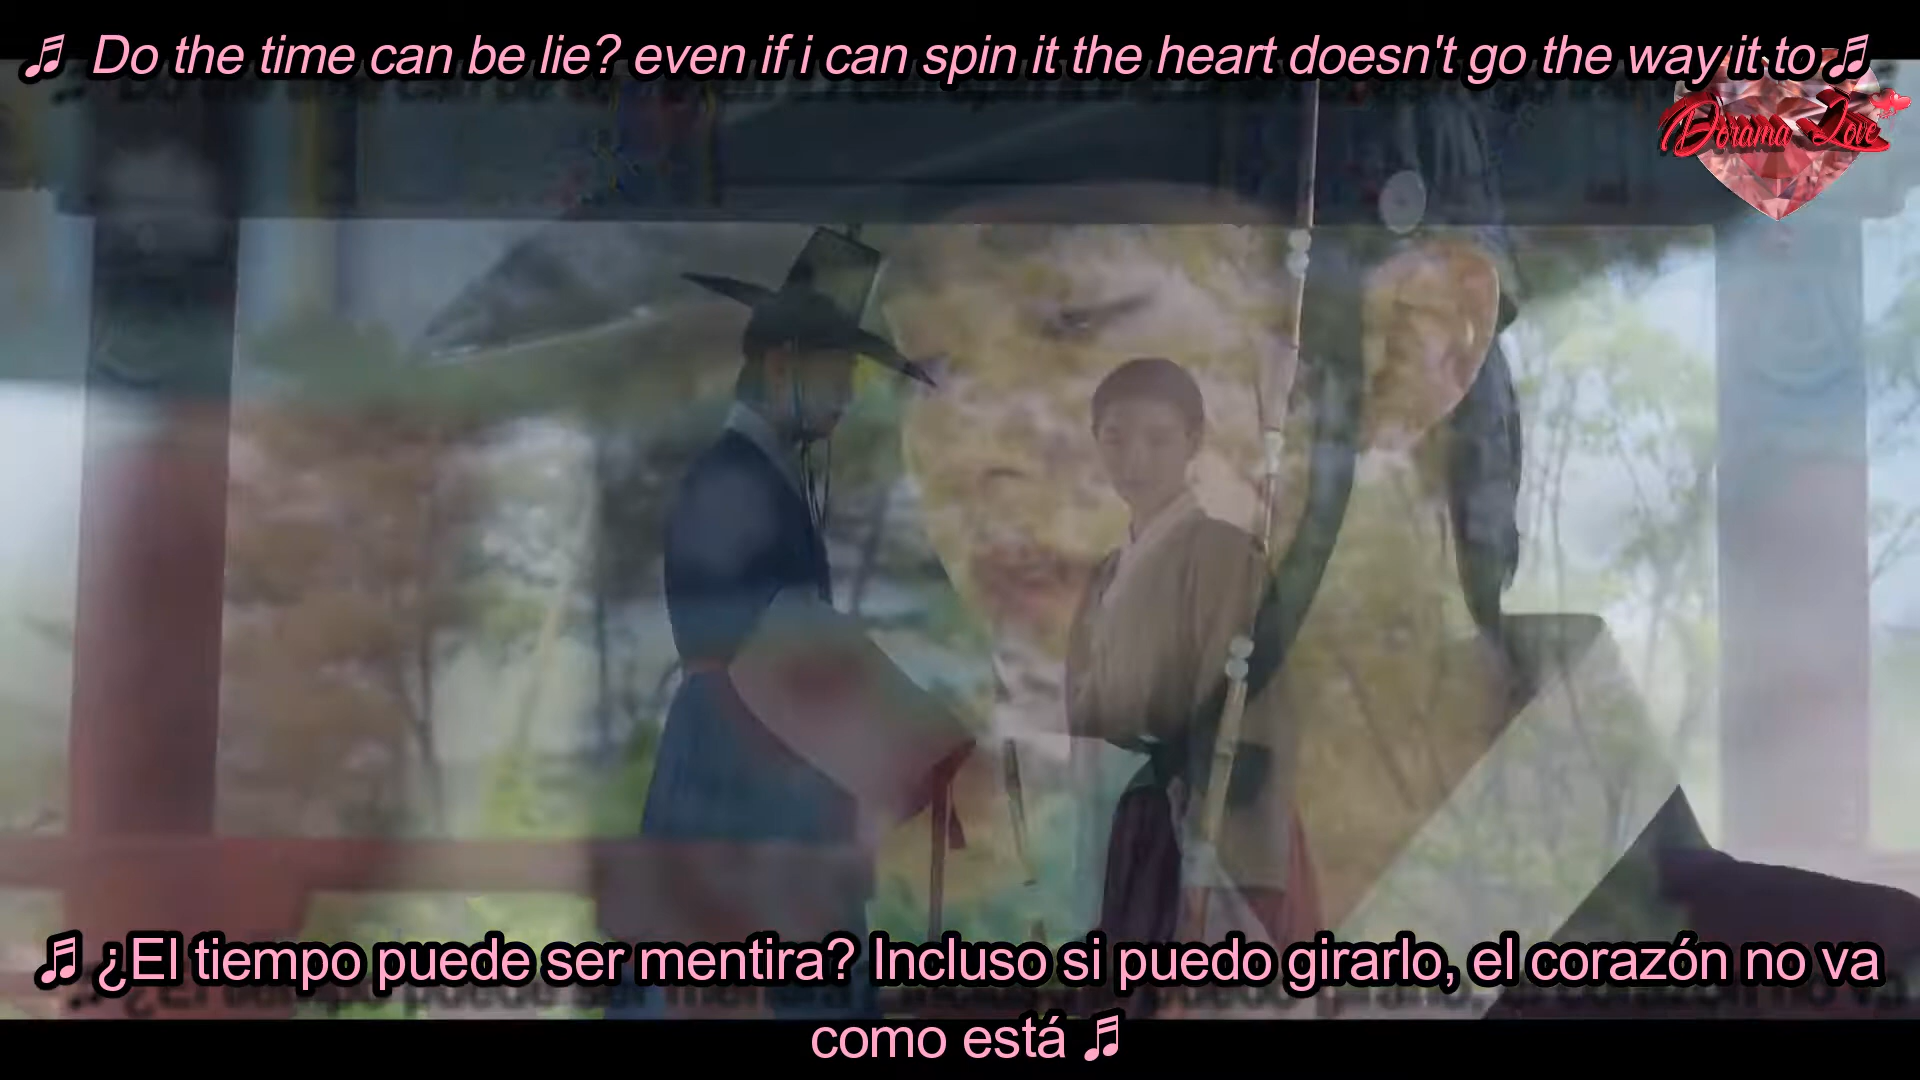 ♬ Do the time can be lie? even if i can spin it the heart doesn't go the way it to ♬
Dorama Love
♬ ¿El tiempo puede ser mentira? Incluso si puedo girarlo, el corazón no va
como está ♬